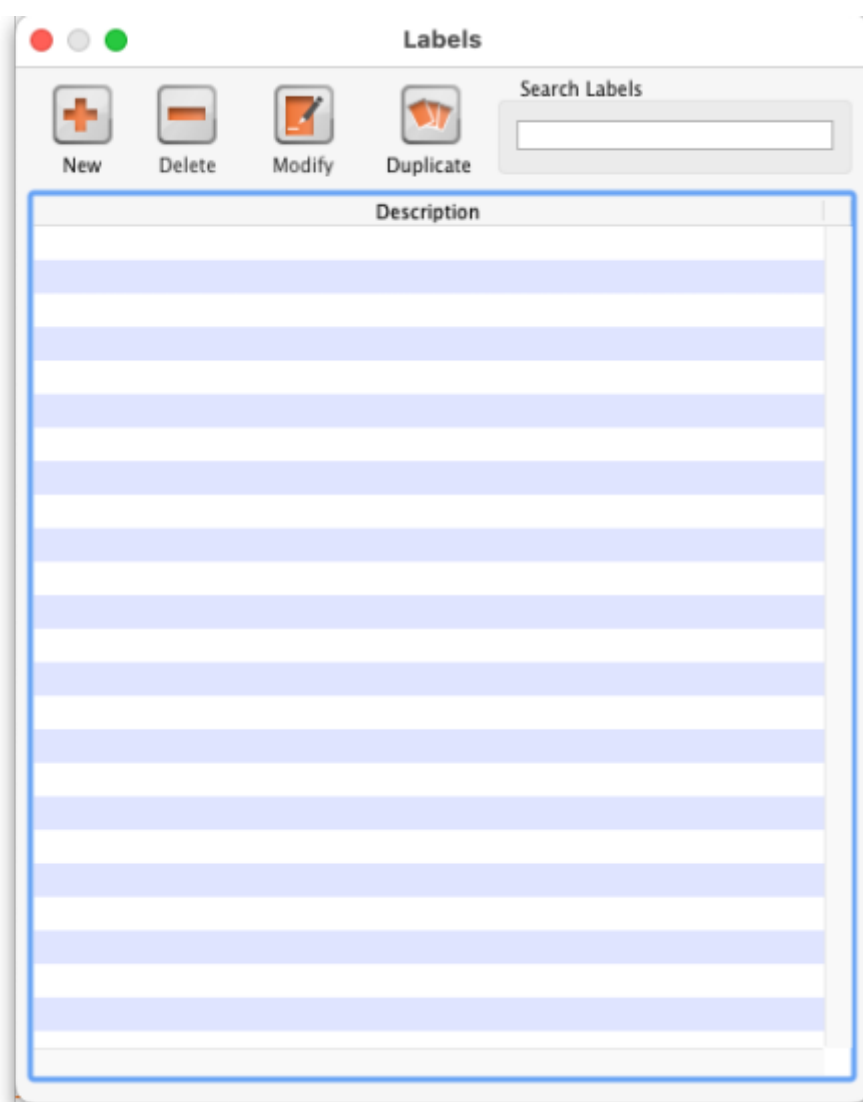 Labels
New
Delete
Modify
Duplicate
Search Labels
Description